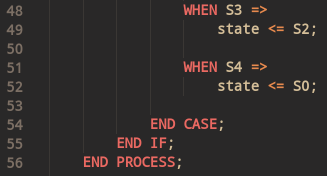 48 WHEN S3 =>
49 state <= S2;
50
51 WHEN S4 =>
52 state <= S0;
53
54 END CASE;
55 END IF;
56 END PROCESS;